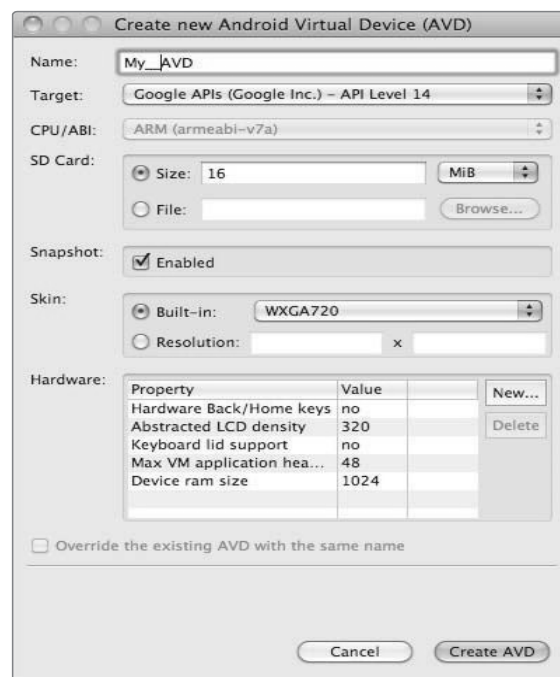 Create new Android Virtual Device (AVD)
Name: My__AVD
Target: Google APIs (Google Inc.) – API Level 14
CPU/ABI: ARM (armeabi-v7a)
SD Card:
Size: 16 MiB
File: Browse...
Snapshot:
Enabled
Skin:
Built-in: WXGA720
Resolution: x
Hardware:
Property Value New...
Hardware Back/Home keys no
Abstracted LCD density 320 Delete
Keyboard lid support no
Max VM application hea... 48
Device ram size 1024
Override the existing AVD with the same name
Cancel Create AVD